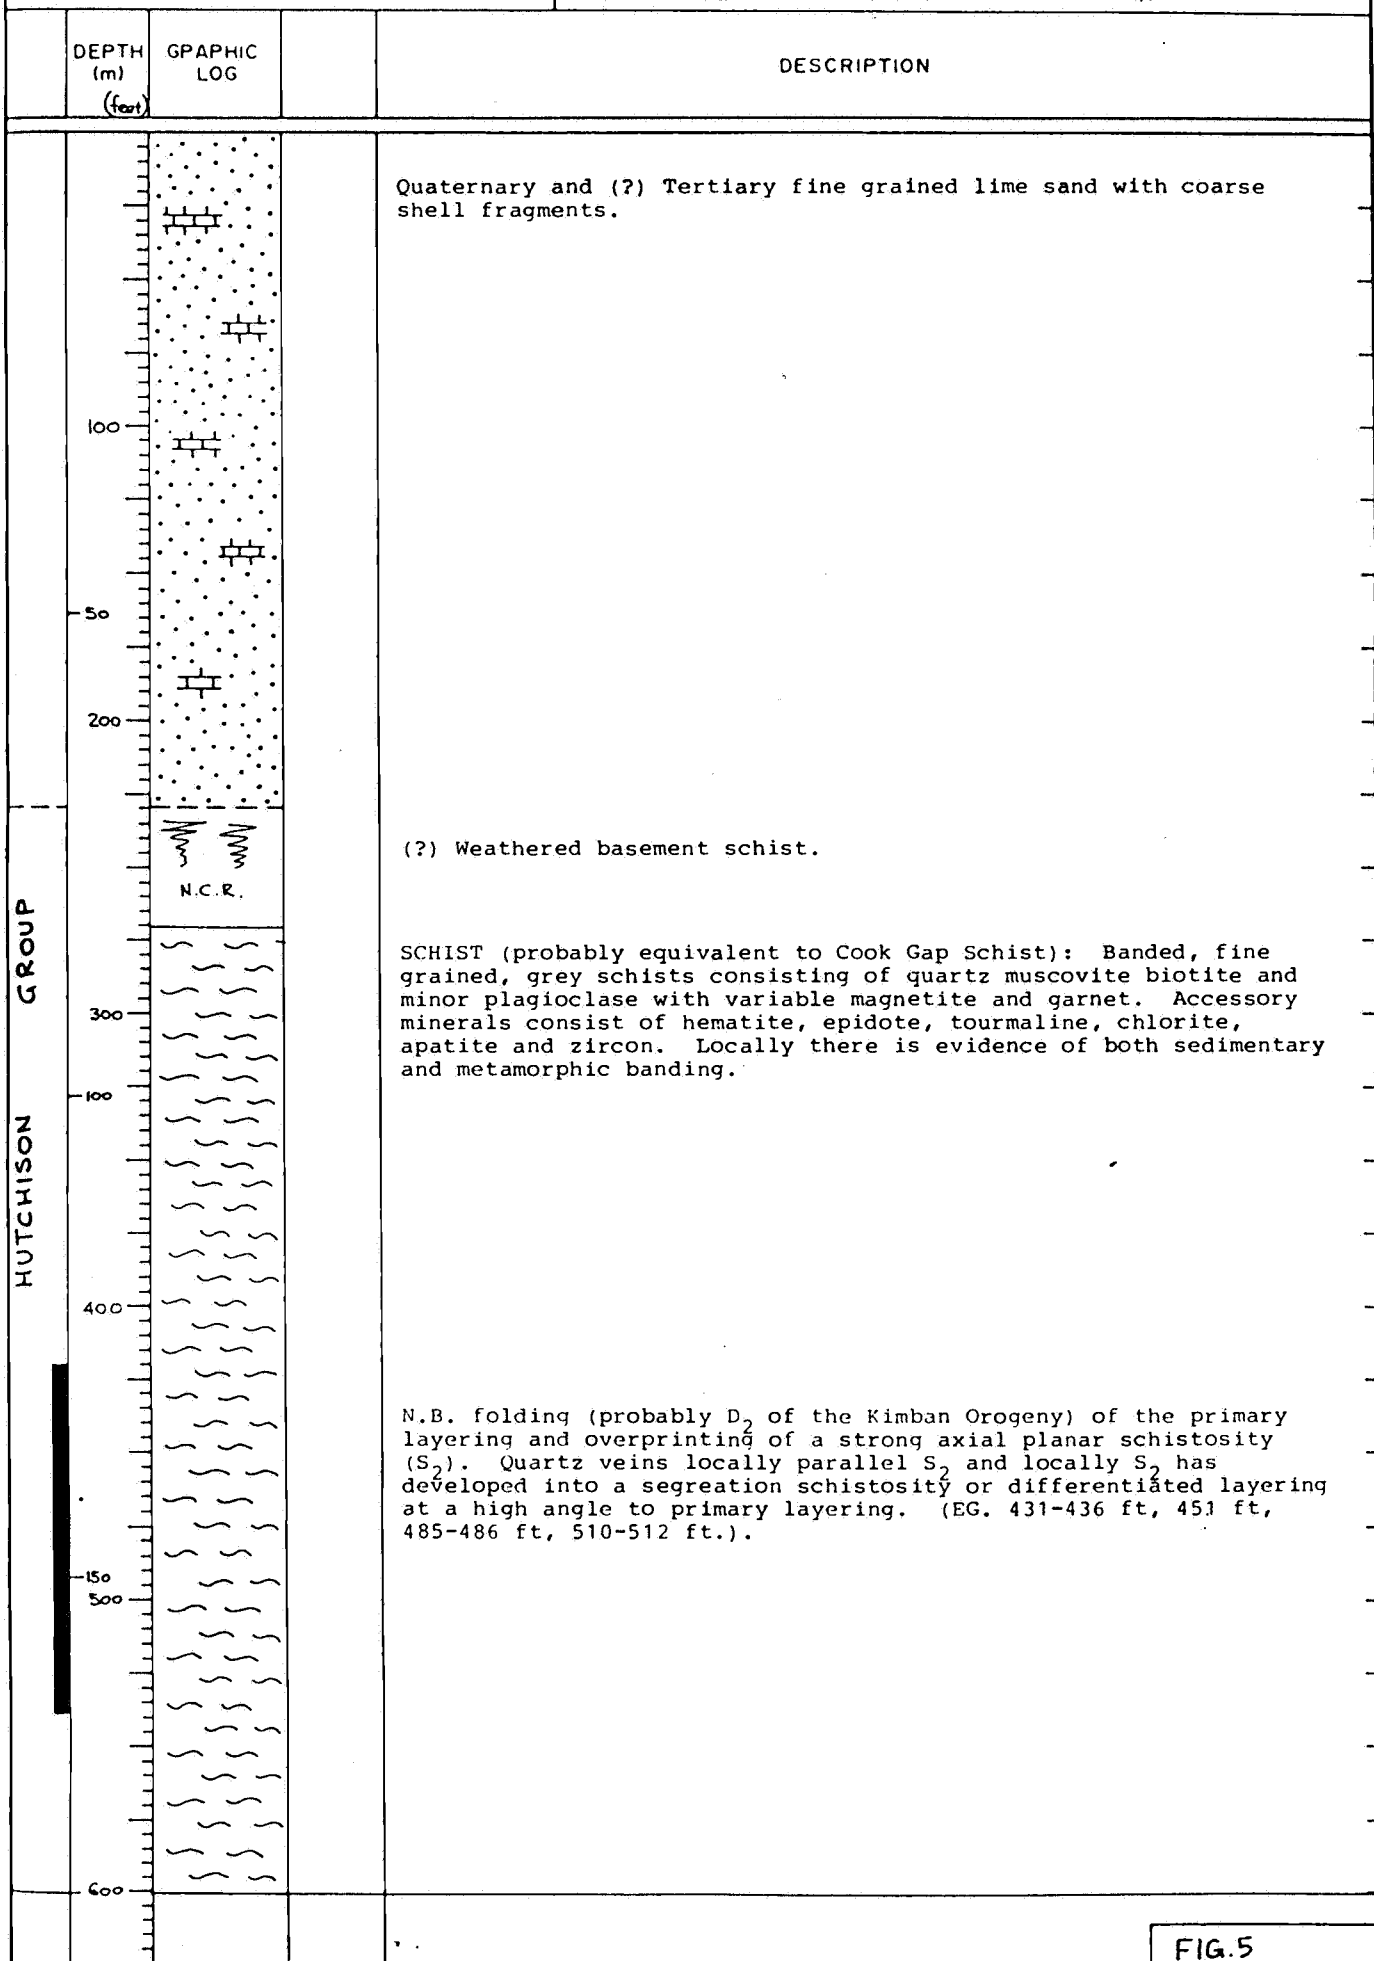 DEPTH
(m)
(feet)
GPAPHIC
LOG
DESCRIPTION
Quaternary and (?) Tertiary fine grained lime sand with coarse
shell fragments.
100
50
200
(?) Weathered basement schist.
N.C.R.
HUTCHISON GROUP
SCHIST (probably equivalent to Cook Gap Schist): Banded, fine
grained, grey schists consisting of quartz muscovite biotite and
minor plagioclase with variable magnetite and garnet. Accessory
minerals consist of hematite, epidote, tourmaline, chlorite,
apatite and zircon. Locally there is evidence of both sedimentary
and metamorphic banding.
300
100
400
N.B. folding (probably D2 of the Kimban Orogeny) of the primary
layering and overprinting of a strong axial planar schistosity
(S2). Quartz veins locally parallel S2 and locally S2 has
developed into a segreation schistosity or differentiated layering
at a high angle to primary layering. (EG. 431-436 ft, 451 ft,
485-486 ft, 510-512 ft.).
150
500
600
FIG.5